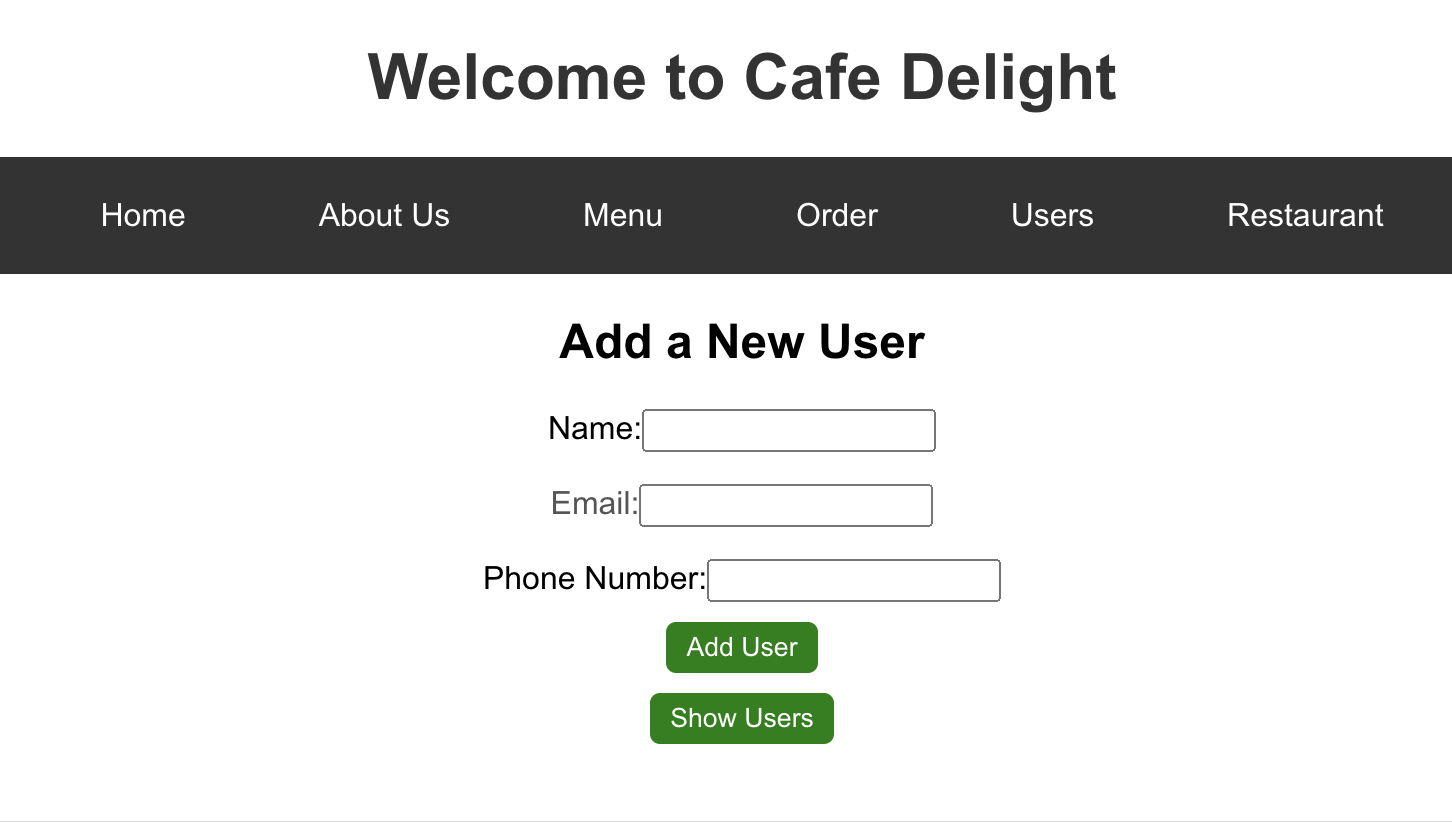 Welcome to Cafe Delight
Home About Us Menu Order Users Restaurant
Add a New User
Name:
Email:
Phone Number:
Add User
Show Users